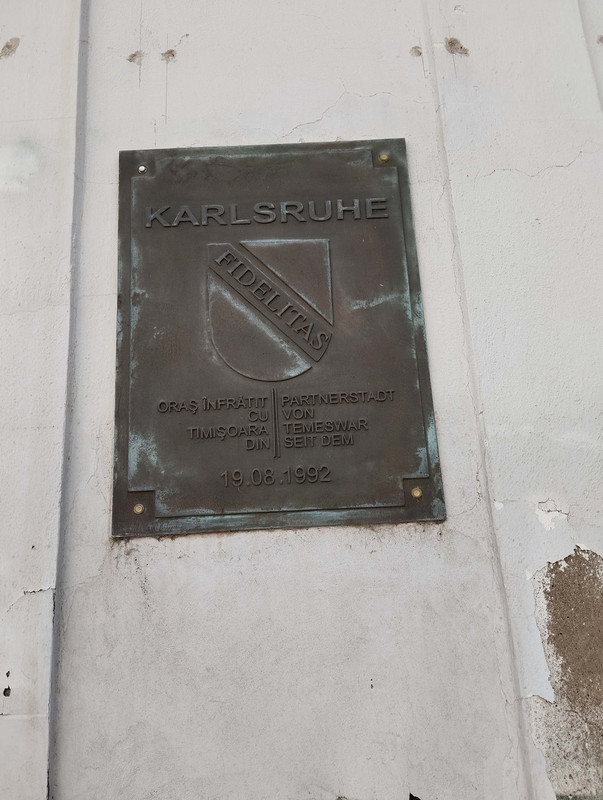 KARLSRUHE
FIDELITAS
ORAŞ ÎNFRĂŢIT
CU
TIMIŞOARA
DIN
PARTNERSTADT
VON
TEMESWAR
SEIT DEM
19.08.1992